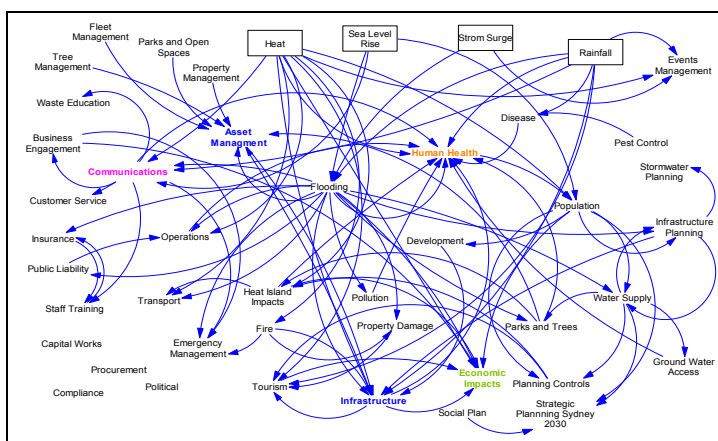 Fleet
Management
Parks and Open
Spaces
Heat
Sea Level
Rise
Strom Surge
Rainfall
Events
Management
Tree
Management
Property
Management
Waste Education
Disease
Business
Engagement
Asset
Managment
Pest Control
Human Health
Stormwater
Planning
Communications
Flooding
Customer Service
Population
Infrastructure
Planning
Insurance
Operations
Development
Public Liability
Staff Training
Transport
Heat Island
Impacts
Pollution
Water Supply
Fire
Property Damage
Parks and Trees
Capital Works
Emergency
Management
Ground Water
Access
Procurement
Economic
Impacts
Compliance
Political
Tourism
Planning Controls
Infrastructure
Social Plan
Strategic
Plannning Sydney
2030